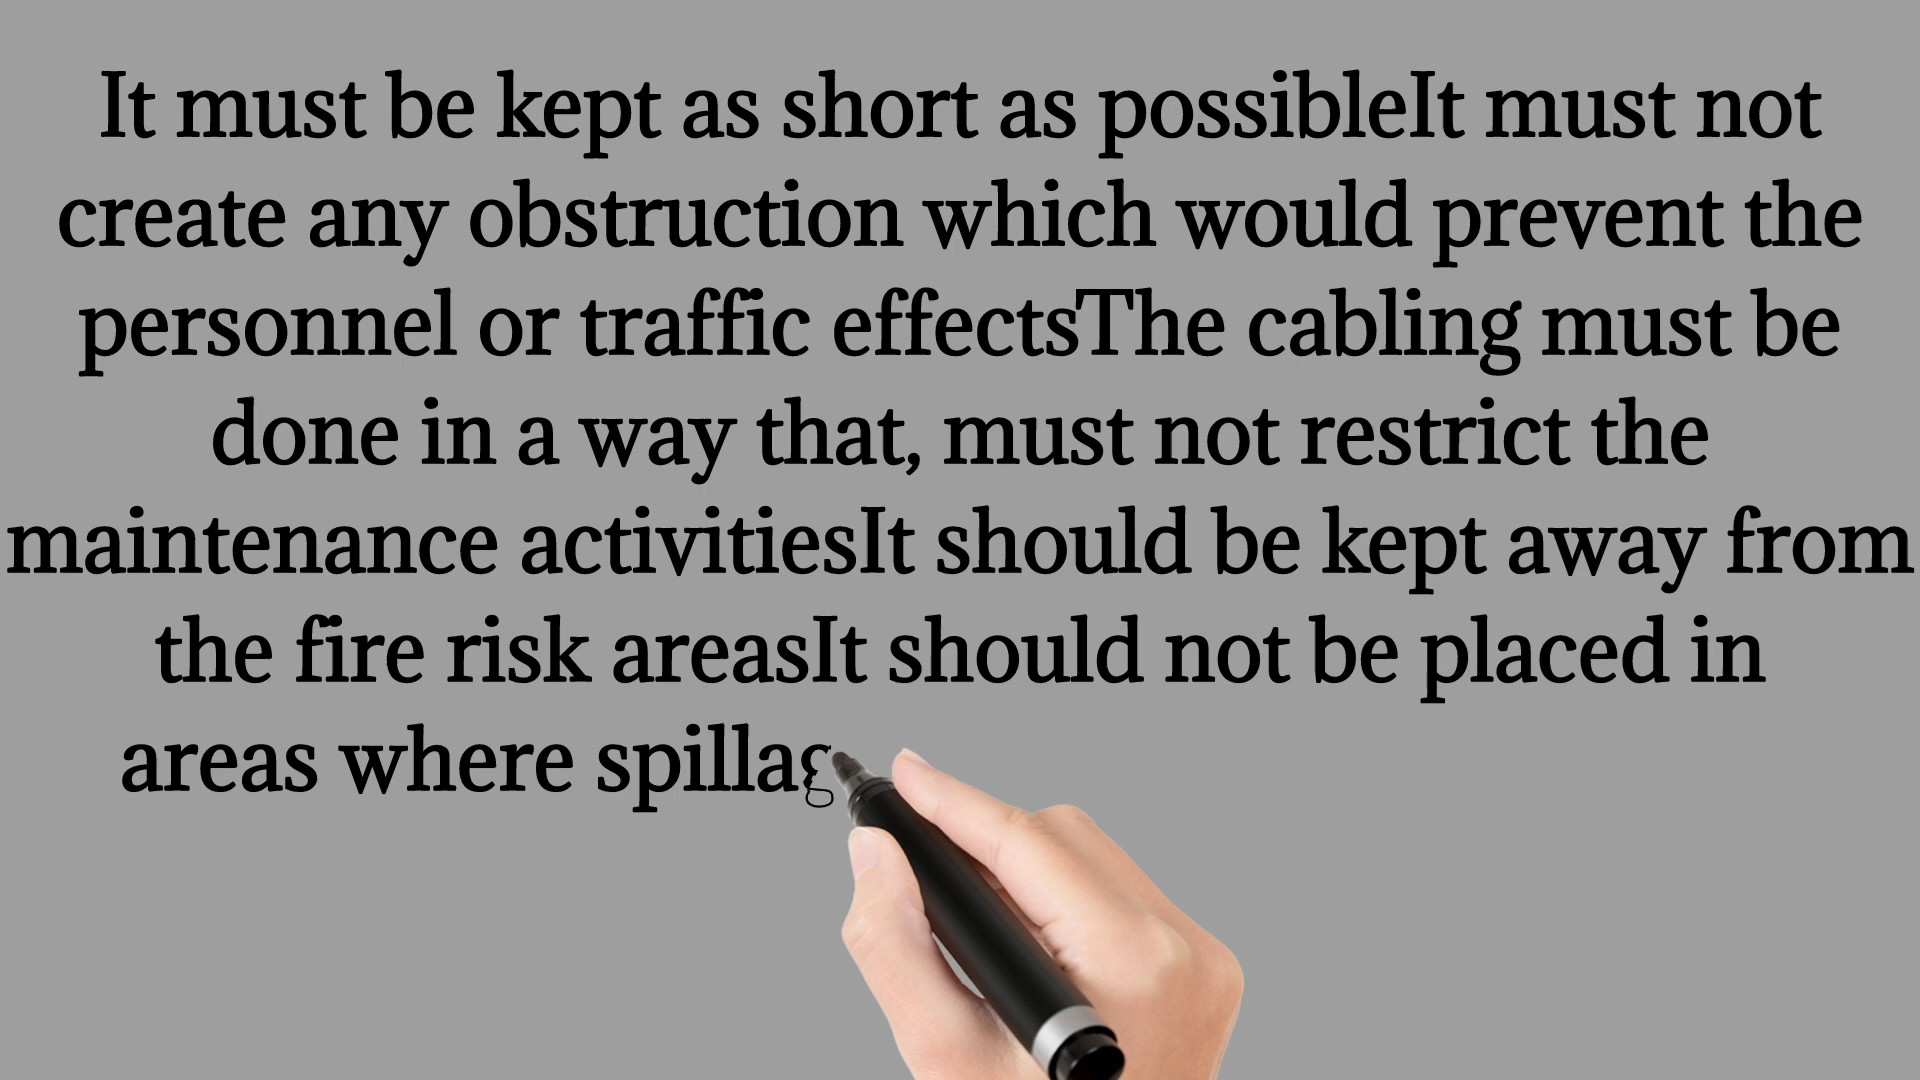 It must be kept as short as possibleIt must not
create any obstruction which would prevent the
personnel or traffic effectsThe cabling must be
done in a way that, must not restrict the
maintenance activitiesIt should be kept away from
the fire risk areasIt should not be placed in
areas where spillag